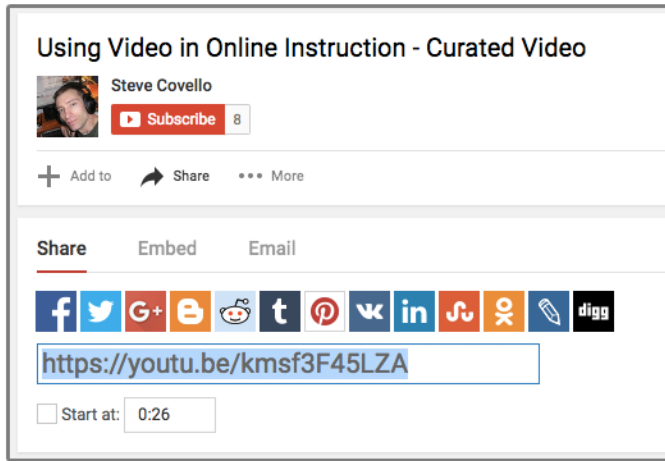 Using Video in Online Instruction - Curated Video
Steve Covello
Subscribe 8
Add to Share More
Share Embed Email
f G+ B t vk in digg
https://youtu.be/kmsf3F45LZA
Start at: 0:26